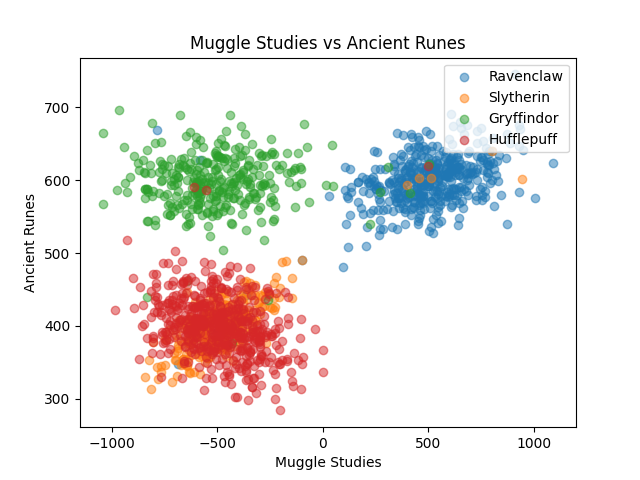 Muggle Studies vs Ancient Runes
Ravenclaw
Slytherin
Gryffindor
Hufflepuff
700
600
500
400
300
Ancient Runes
−1000
−500
0
500
1000
Muggle Studies